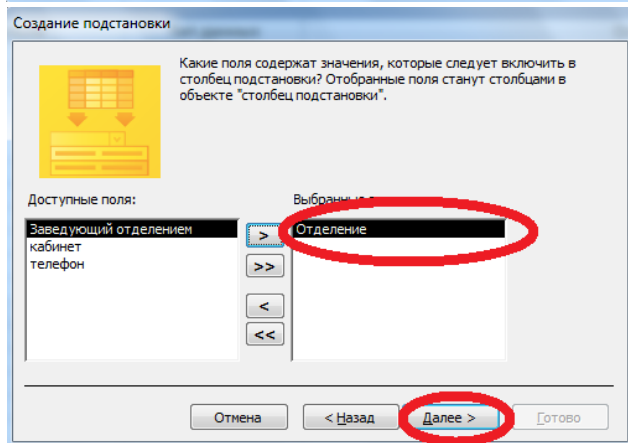 Создание подстановки
Какие поля содержат значения, которые следует включить в
столбец подстановки? Отобранные поля станут столбцами в
объекте "столбец подстановки".
Доступные поля:
Выбранные
Заведующий отделением
кабинет
телефон
>
>>
<
<<
Отделение
Отмена
< Назад
Далее >
Готово